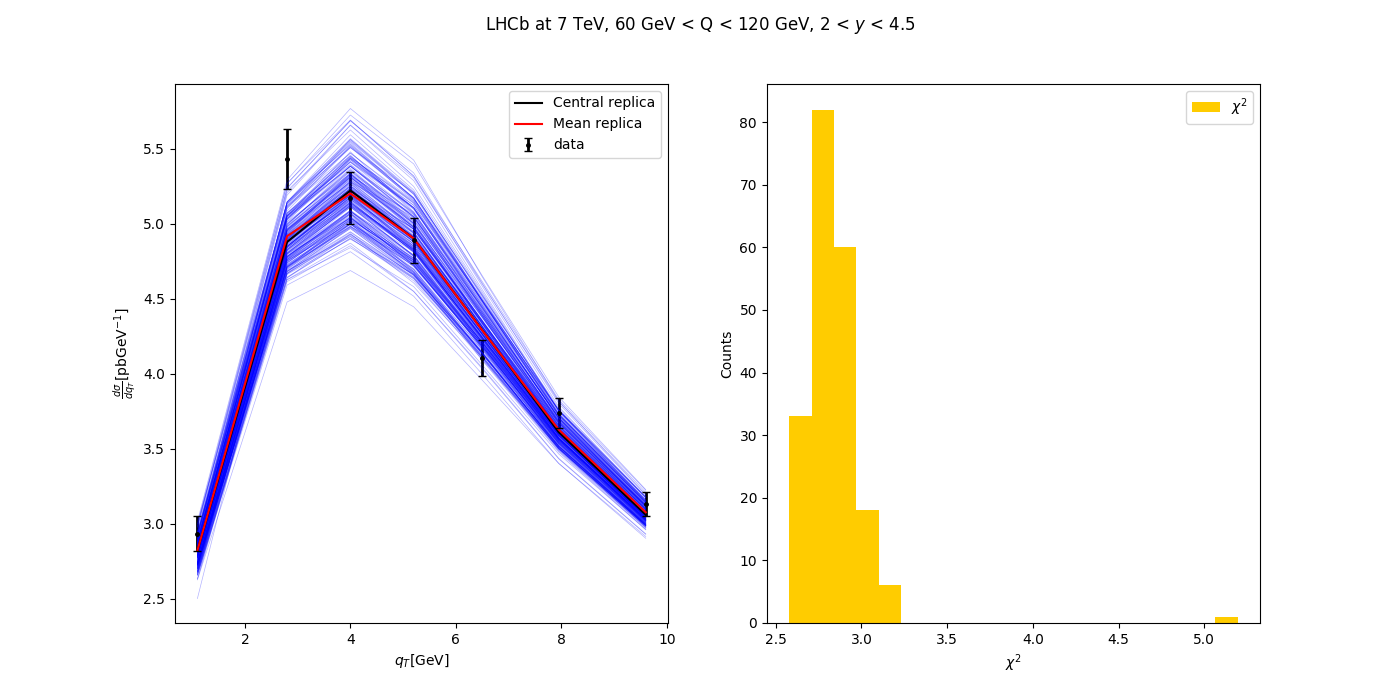 LHCb at 7 TeV, 60 GeV < Q < 120 GeV, 2 < y < 4.5
Central replica
Mean replica
data
5.5
5.0
4.5
4.0
3.5
3.0
2.5
dσ/dq_T [pbGeV⁻¹]
2 4 6 8 10
q_T[GeV]
χ²
80
70
60
50
40
30
20
10
0
Counts
2.5 3.0 3.5 4.0 4.5 5.0
χ²